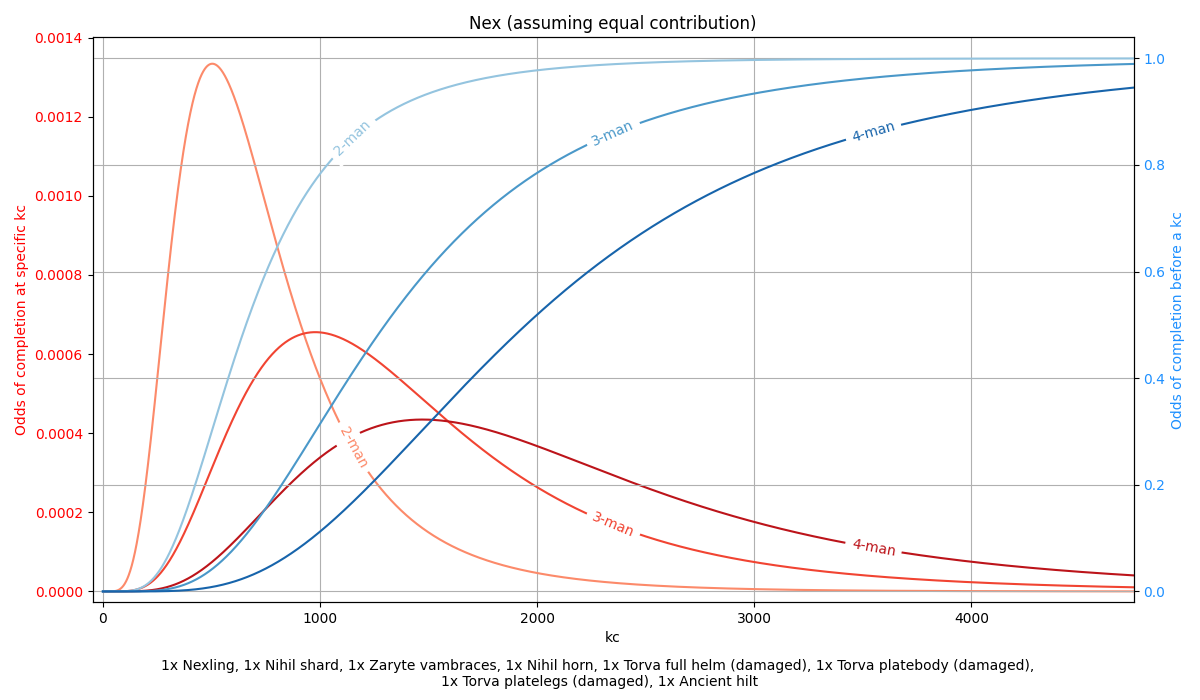 Nex (assuming equal contribution)
0.0014
0.0012
0.0010
0.0008
0.0006
0.0004
0.0002
0.0000
Odds of completion at specific kc
1.0
0.8
0.6
0.4
0.2
0.0
Odds of completion before a kc
2-man
3-man
4-man
2-man
3-man
4-man
0
1000
2000
3000
4000
kc
1x Nexling, 1x Nihil shard, 1x Zaryte vambraces, 1x Nihil horn, 1x Torva full helm (damaged), 1x Torva platebody (damaged),
1x Torva platelegs (damaged), 1x Ancient hilt